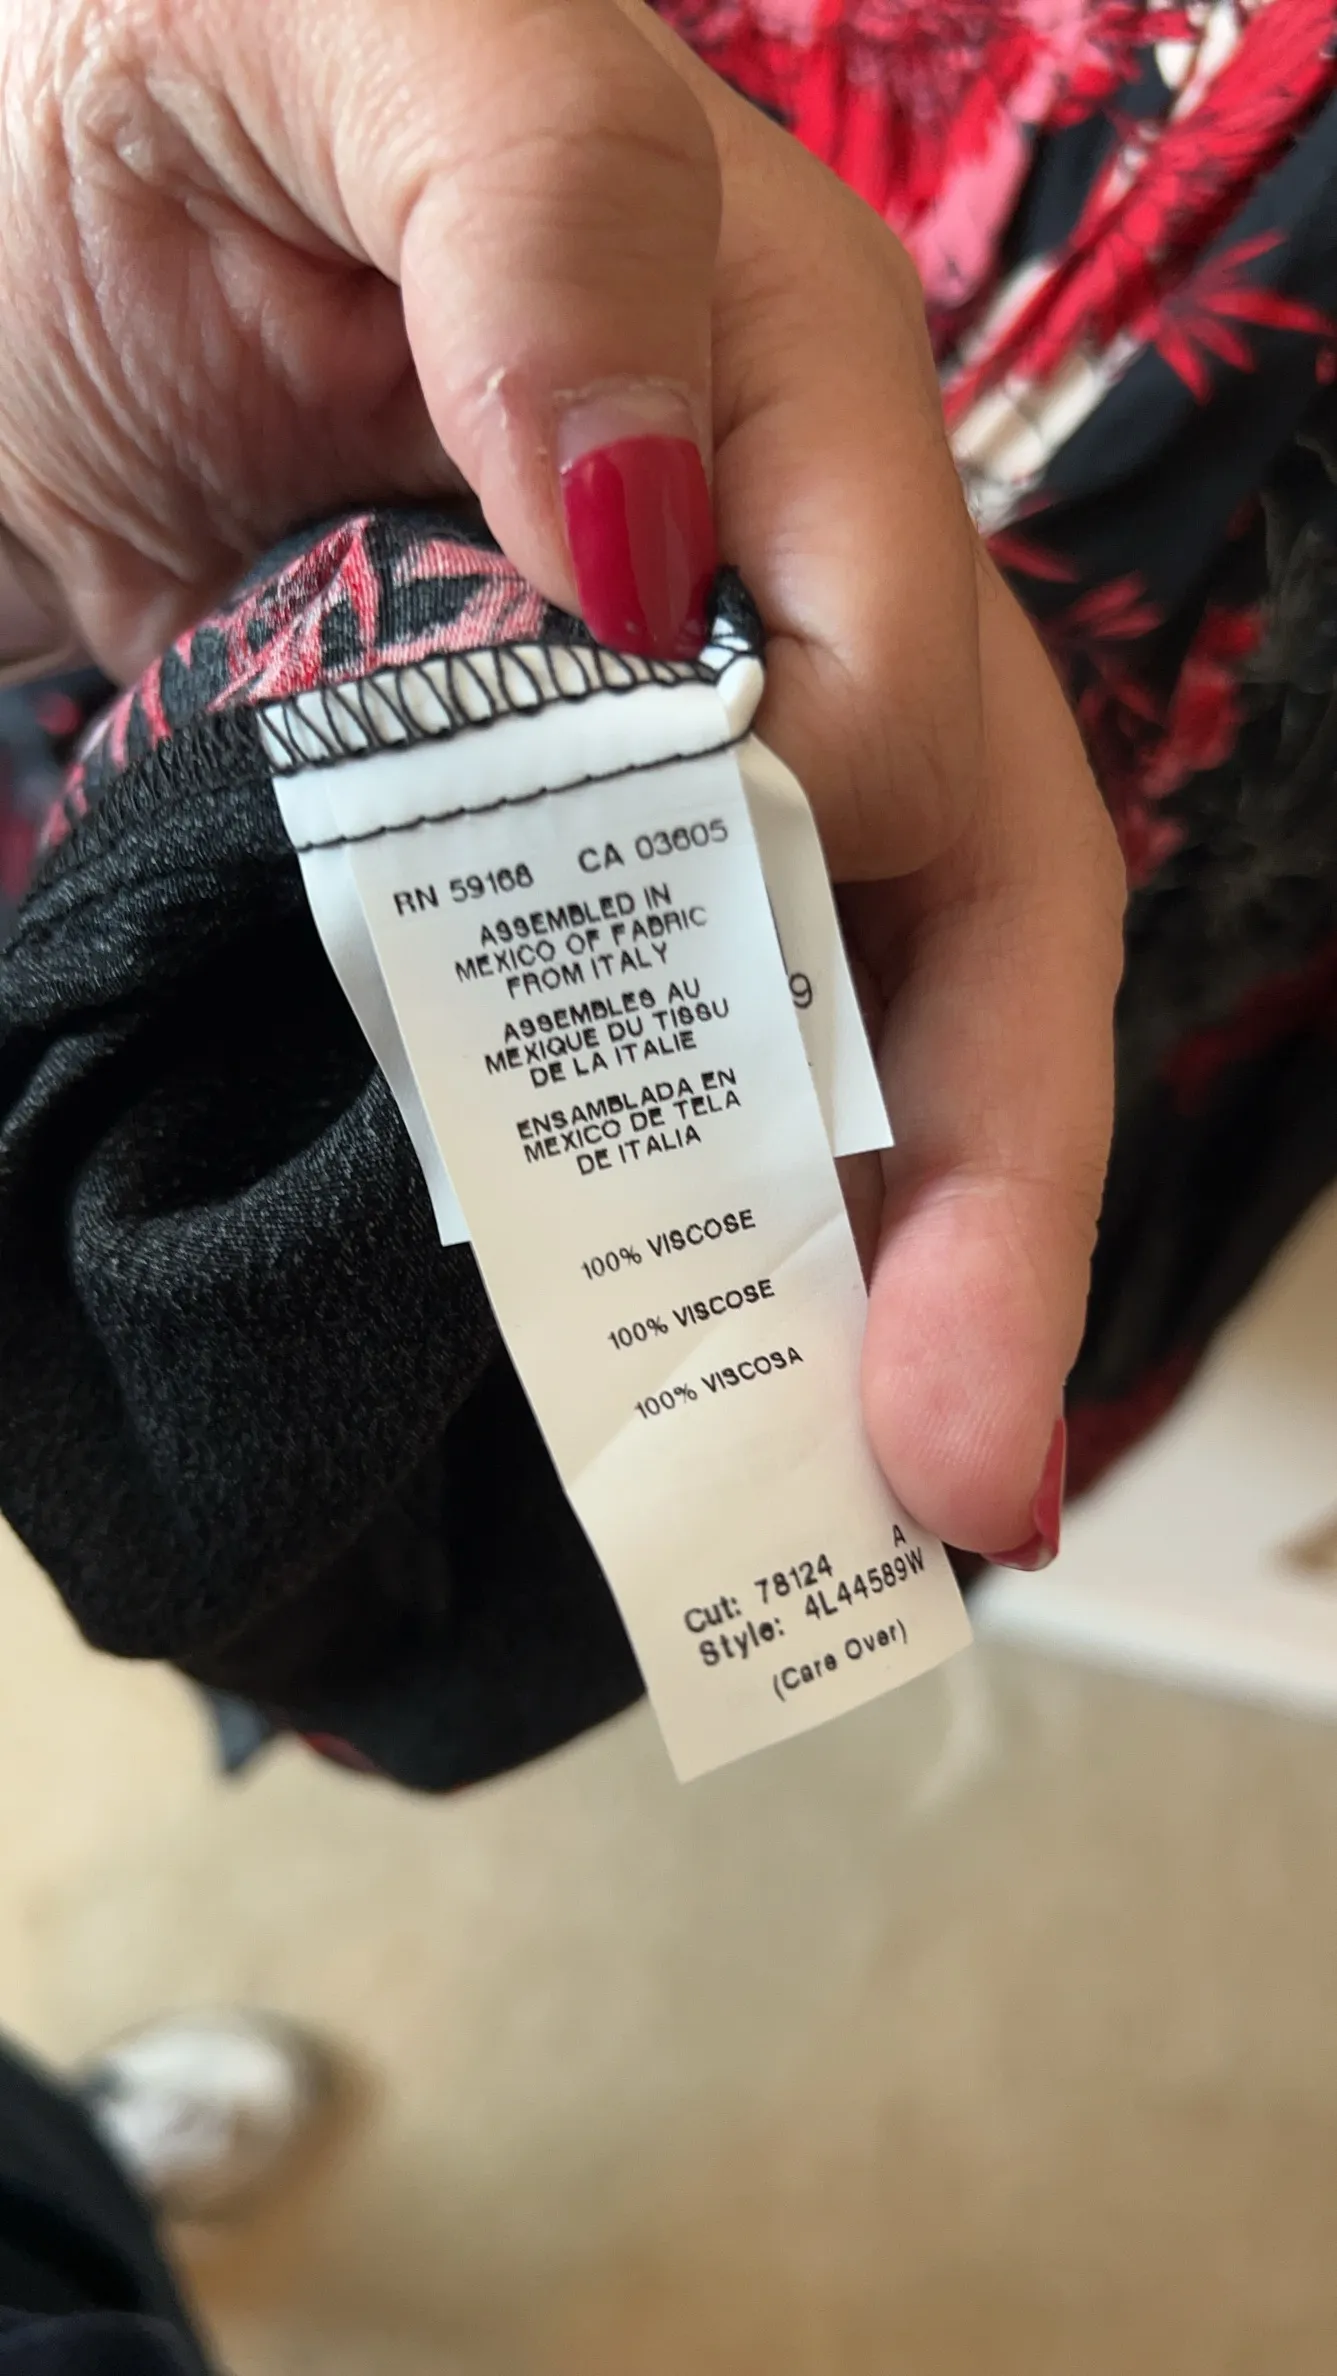 RN 59168 CA 03605
ASSEMBLED IN
MEXICO OF FABRIC
FROM ITALY
ASSEMBLES AU
MEXIQUE DU TISSU
DE LA ITALIE
ENSAMBLADA EN
MEXICO DE TELA
DE ITALIA
100% VISCOSE
100% VISCOSE
100% VISCOSA
A
Cut: 78124
Style: 4L44589W
(Care Over)
9